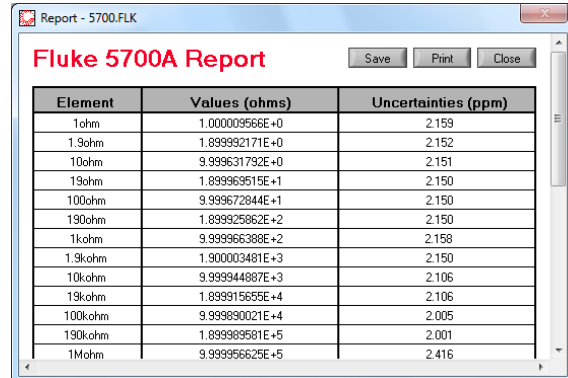 Report - 5700.FLK
Fluke 5700A Report
Save Print Close
Element Values (ohms) Uncertainties (ppm)
1ohm 1.000009566E+0 2.159
1.9ohm 1.899992171E+0 2.152
10ohm 9.999631792E+0 2.151
19ohm 1.899969515E+1 2.150
100ohm 9.999672844E+1 2.150
190ohm 1.899925862E+2 2.150
1kohm 9.999966388E+2 2.158
1.9kohm 1.900003481E+3 2.150
10kohm 9.999944887E+3 2.106
19kohm 1.899915655E+4 2.106
100kohm 9.999890021E+4 2.005
190kohm 1.899989581E+5 2.001
1Mohm 9.999956625E+5 2.416